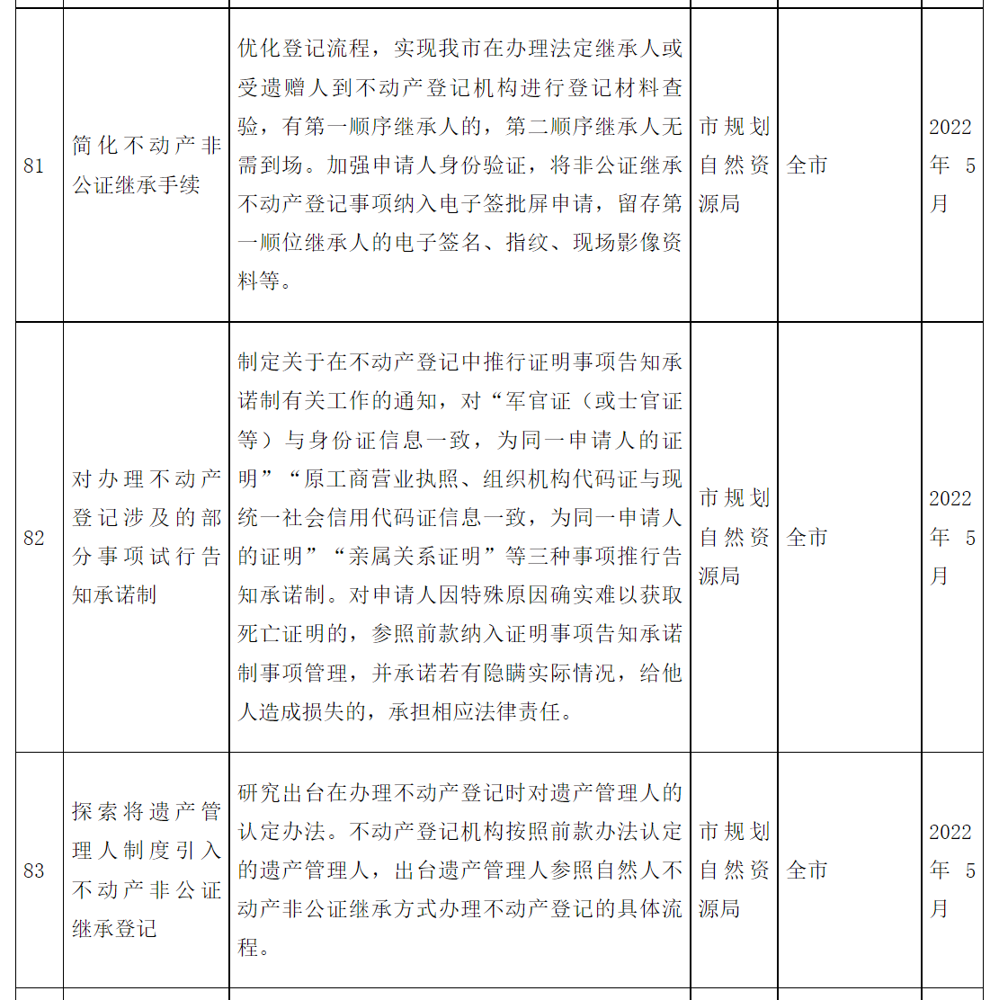 81
简化不动产非
公证继承手续
优化登记流程，实现我市在办理法定继承人或
受遗赠人到不动产登记机构进行登记材料查
验，有第一顺序继承人的，第二顺序继承人无
需到场。加强申请人身份验证，将非公证继承
不动产登记事项纳入电子签批屏申请，留存第
一顺位继承人的电子签名、指纹、现场影像资
料等。
市规划
自然资
源局
全市
2022
年 5
月
82
对办理不动产
登记涉及的部
分事项试行告
知承诺制
制定关于在不动产登记中推行证明事项告知承
诺制有关工作的通知，对“军官证（或士官证
等）与身份证信息一致，为同一申请人的证
明”“原工商营业执照、组织机构代码证与现
统一社会信用代码证信息一致，为同一申请人
的证明”“亲属关系证明”等三种事项推行告
知承诺制。对申请人因特殊原因确实难以获取
死亡证明的，参照前款纳入证明事项告知承诺
制事项管理，并承诺若有隐瞒实际情况，给他
人造成损失的，承担相应法律责任。
市规划
自然资
源局
全市
2022
年 5
月
83
探索将遗产管
理人制度引入
不动产非公证
继承登记
研究出台在办理不动产登记时对遗产管理人的
认定办法。不动产登记机构按照前款办法认定
的遗产管理人，出台遗产管理人参照自然人不
动产非公证继承方式办理不动产登记的具体流
程。
市规划
自然资
源局
全市
2022
年 5
月